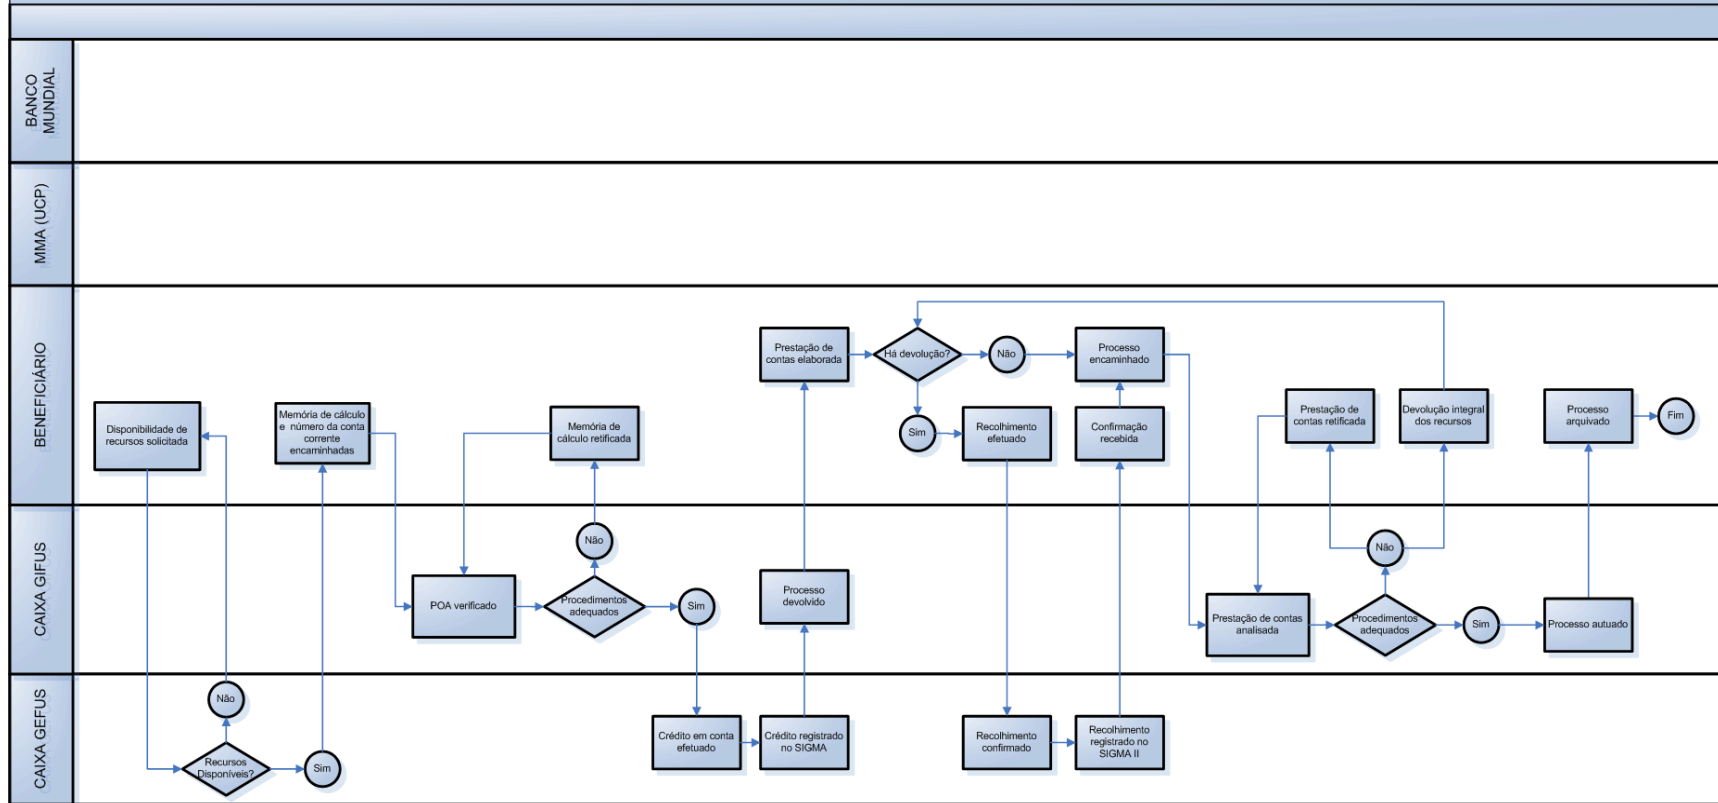 BANCO
MUNDIAL
MMA (UCP)
BENEFICIÁRIO
Disponibilidade de
recursos solicitada
Memória de cálculo
e número da conta
corrente
encaminhadas
Memória de
cálculo retificada
Prestação de
contas elaborada
Há devolução?
Não
Sim
Recolhimento
efetuado
Processo
encaminhado
Confirmação
recebida
Prestação de
contas retificada
Devolução integral
dos recursos
Processo
arquivado
Fim
CAIXA GIFUS
POA verificado
Não
Procedimentos
adequados
Sim
Processo
devolvido
Prestação de contas
analisada
Não
Procedimentos
adequados
Sim
Processo autuado
CAIXA GEFUS
Não
Recursos
Disponíveis?
Sim
Crédito em conta
efetuado
Crédito registrado
no SIGMA
Recolhimento
confirmado
Recolhimento
registrado no
SIGMA II